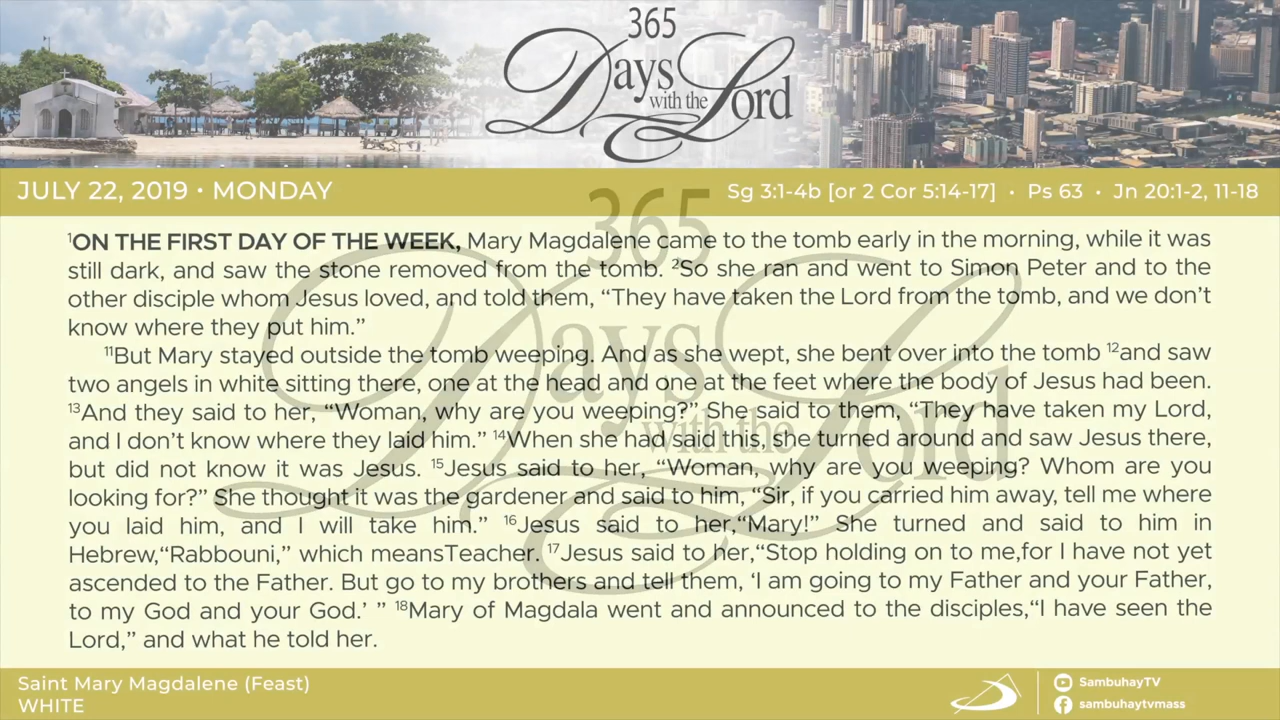 365
Days with the Lord
JULY 22, 2019 • MONDAY
Sg 3:1-4b [or 2 Cor 5:14-17] • Ps 63 • Jn 20:1-2, 11-18
365
Days with the Lord
¹ON THE FIRST DAY OF THE WEEK, Mary Magdalene came to the tomb early in the morning, while it was
still dark, and saw the stone removed from the tomb. ²So she ran and went to Simon Peter and to the
other disciple whom Jesus loved, and told them, “They have taken the Lord from the tomb, and we don’t
know where they put him.”
¹¹But Mary stayed outside the tomb weeping. And as she wept, she bent over into the tomb ¹²and saw
two angels in white sitting there, one at the head and one at the feet where the body of Jesus had been.
¹³And they said to her, “Woman, why are you weeping?” She said to them, “They have taken my Lord,
and I don’t know where they laid him.” ¹⁴When she had said this, she turned around and saw Jesus there,
but did not know it was Jesus. ¹⁵Jesus said to her, “Woman, why are you weeping? Whom are you
looking for?” She thought it was the gardener and said to him, “Sir, if you carried him away, tell me where
you laid him, and I will take him.” ¹⁶Jesus said to her,“Mary!” She turned and said to him in
Hebrew,“Rabbouni,” which meansTeacher. ¹⁷Jesus said to her,“Stop holding on to me,for I have not yet
ascended to the Father. But go to my brothers and tell them, ‘I am going to my Father and your Father,
to my God and your God.’ ” ¹⁸Mary of Magdala went and announced to the disciples,“I have seen the
Lord,” and what he told her.
Saint Mary Magdalene (Feast)
WHITE
SambuhayTV
sambuhaytvmass